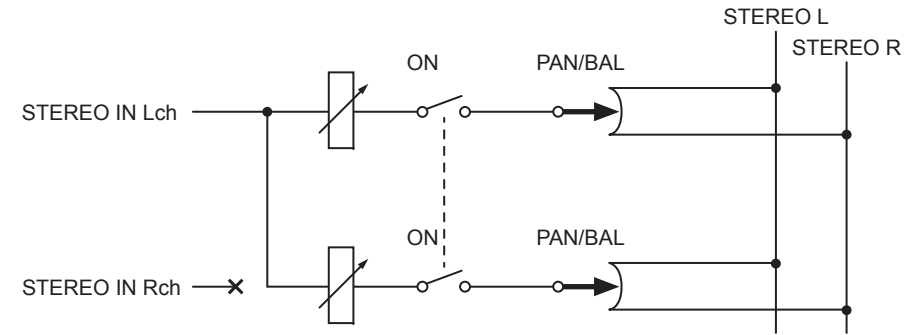 STEREO L
STEREO R
ON
PAN/BAL
STEREO IN Lch
ON
PAN/BAL
STEREO IN Rch